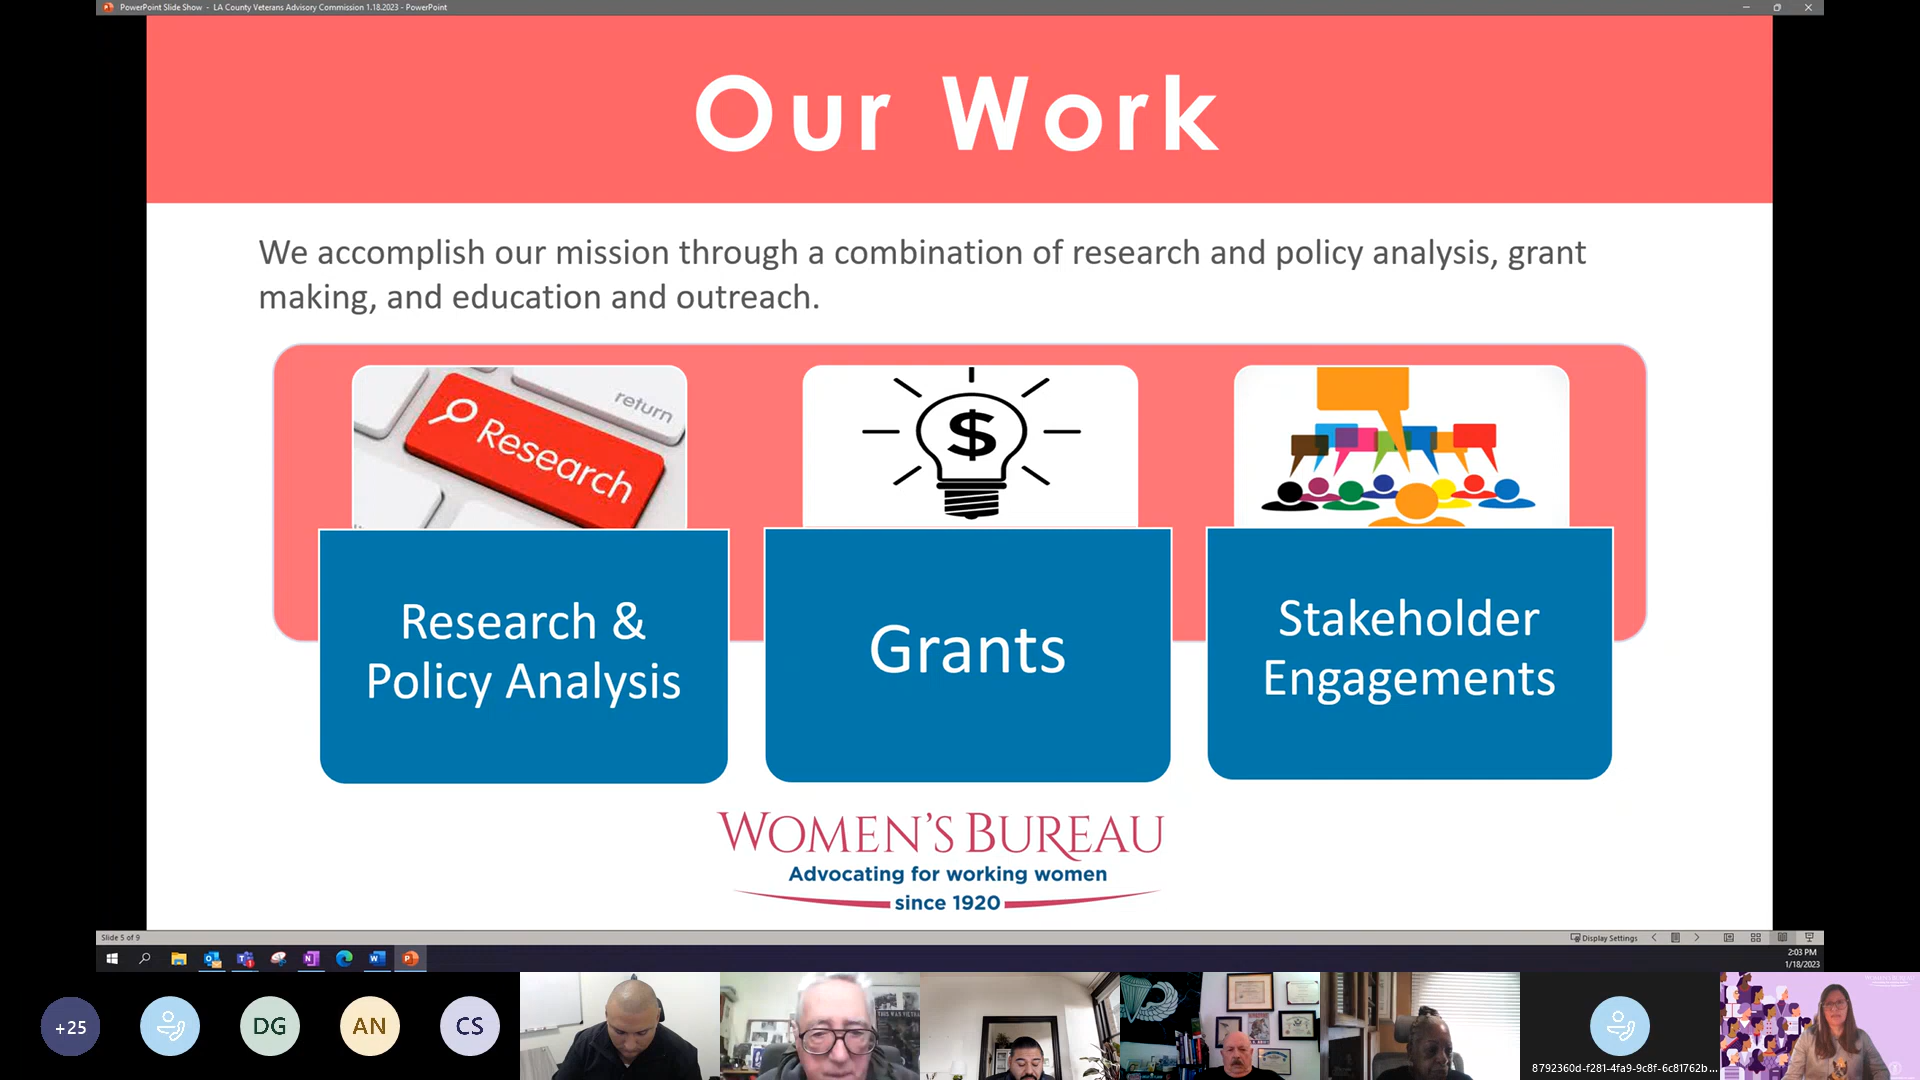 PowerPoint Slide Show - LA County Veterans Advisory Commission 1.18.2023 - PowerPoint
Our Work
We accomplish our mission through a combination of research and policy analysis, grant
making, and education and outreach.
return
Research
$
Research &
Policy Analysis
Grants
Stakeholder
Engagements
WOMEN'S BUREAU
Advocating for working women
since 1920
Slide 5 of 9
Display Settings
2:03 PM
1/18/2023
+25
DG
AN
CS
8792360d-f281-4fa9-9c8f-6c81762b...